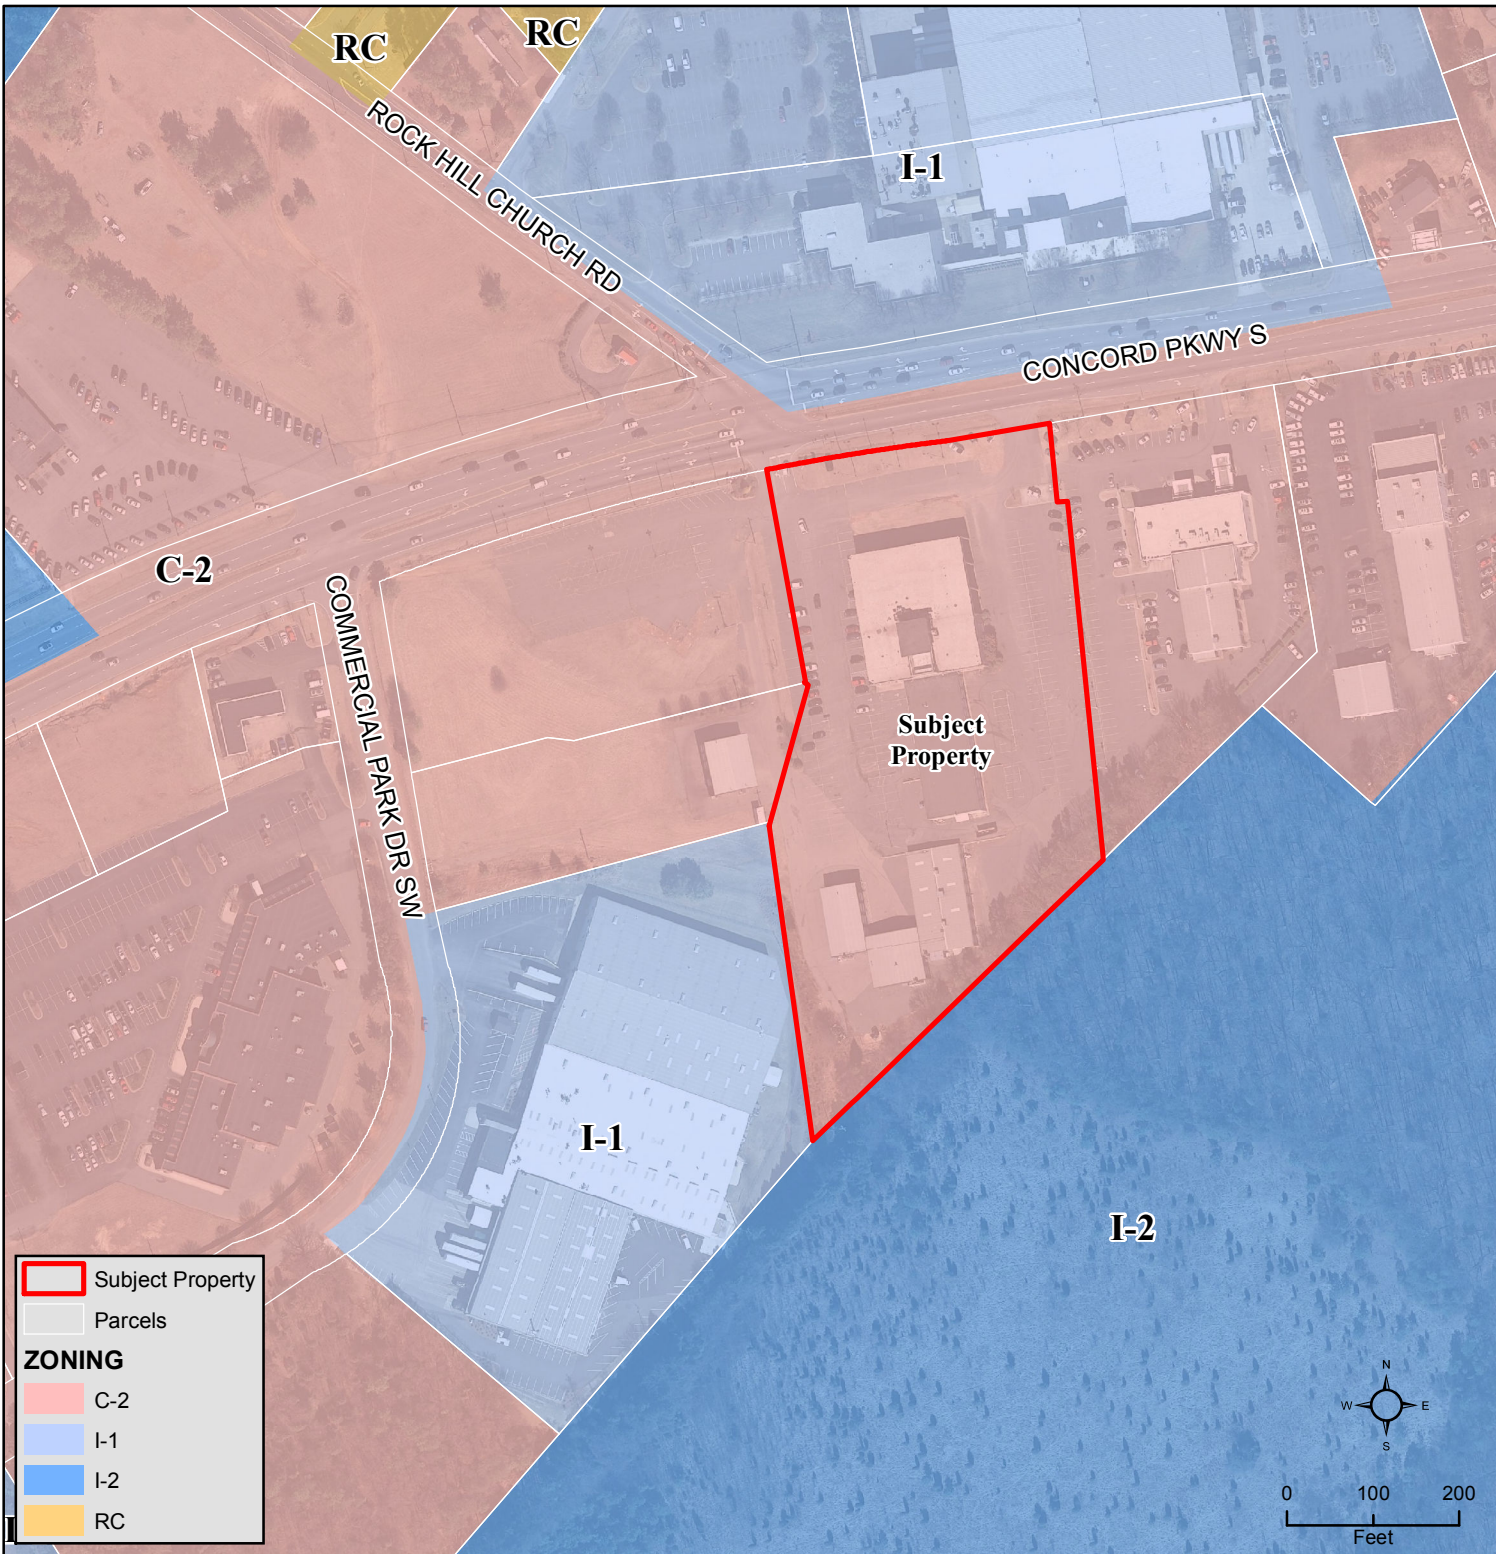 RC
RC
ROCK HILL CHURCH RD
I-1
CONCORD PKWY S
C-2
COMMERCIAL PARK DR SW
Subject
Property
I-1
I-2
Subject Property
Parcels
ZONING
C-2
I-1
I-2
RC
N
W E
S
0 100 200
Feet